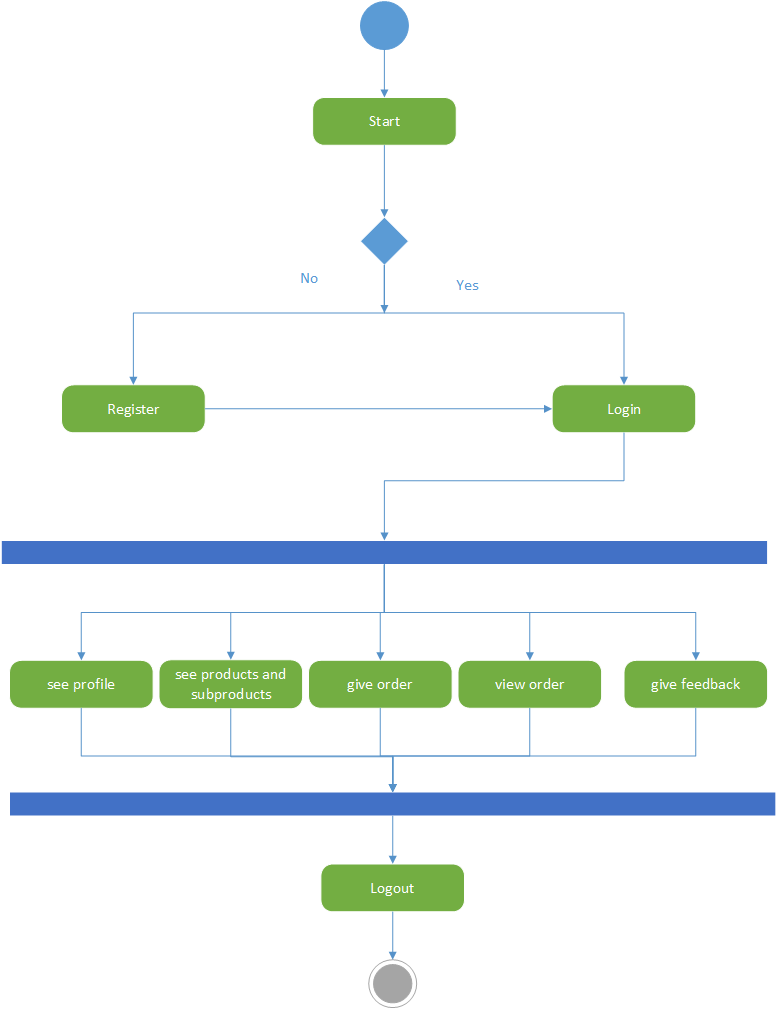 Start
No
Yes
Register
Login
see profile
see products and
subproducts
give order
view order
give feedback
Logout